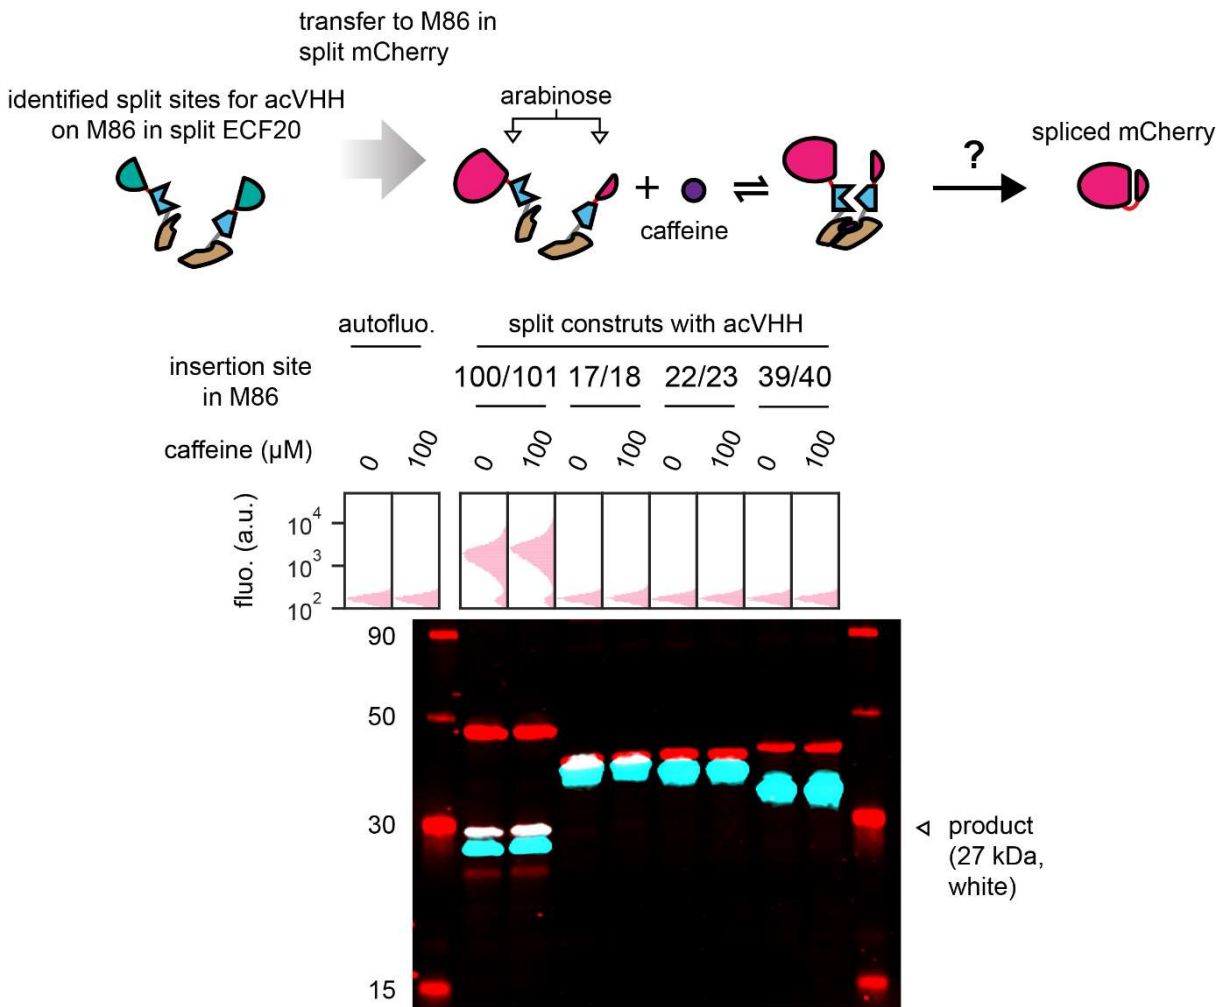 transfer to M86 in
split mCherry
identified split sites for acVHH
on M86 in split ECF20
arabinose
+
caffeine
⇌
?
spliced mCherry
autofluo.
split construts with acVHH
insertion site
in M86
100/101 17/18 22/23 39/40
caffeine (µM)
0 100 0 100 0 100 0 100 0 100
fluo. (a.u.)
10⁴
10³
10²
90
50
30
15
product
(27 kDa,
white)